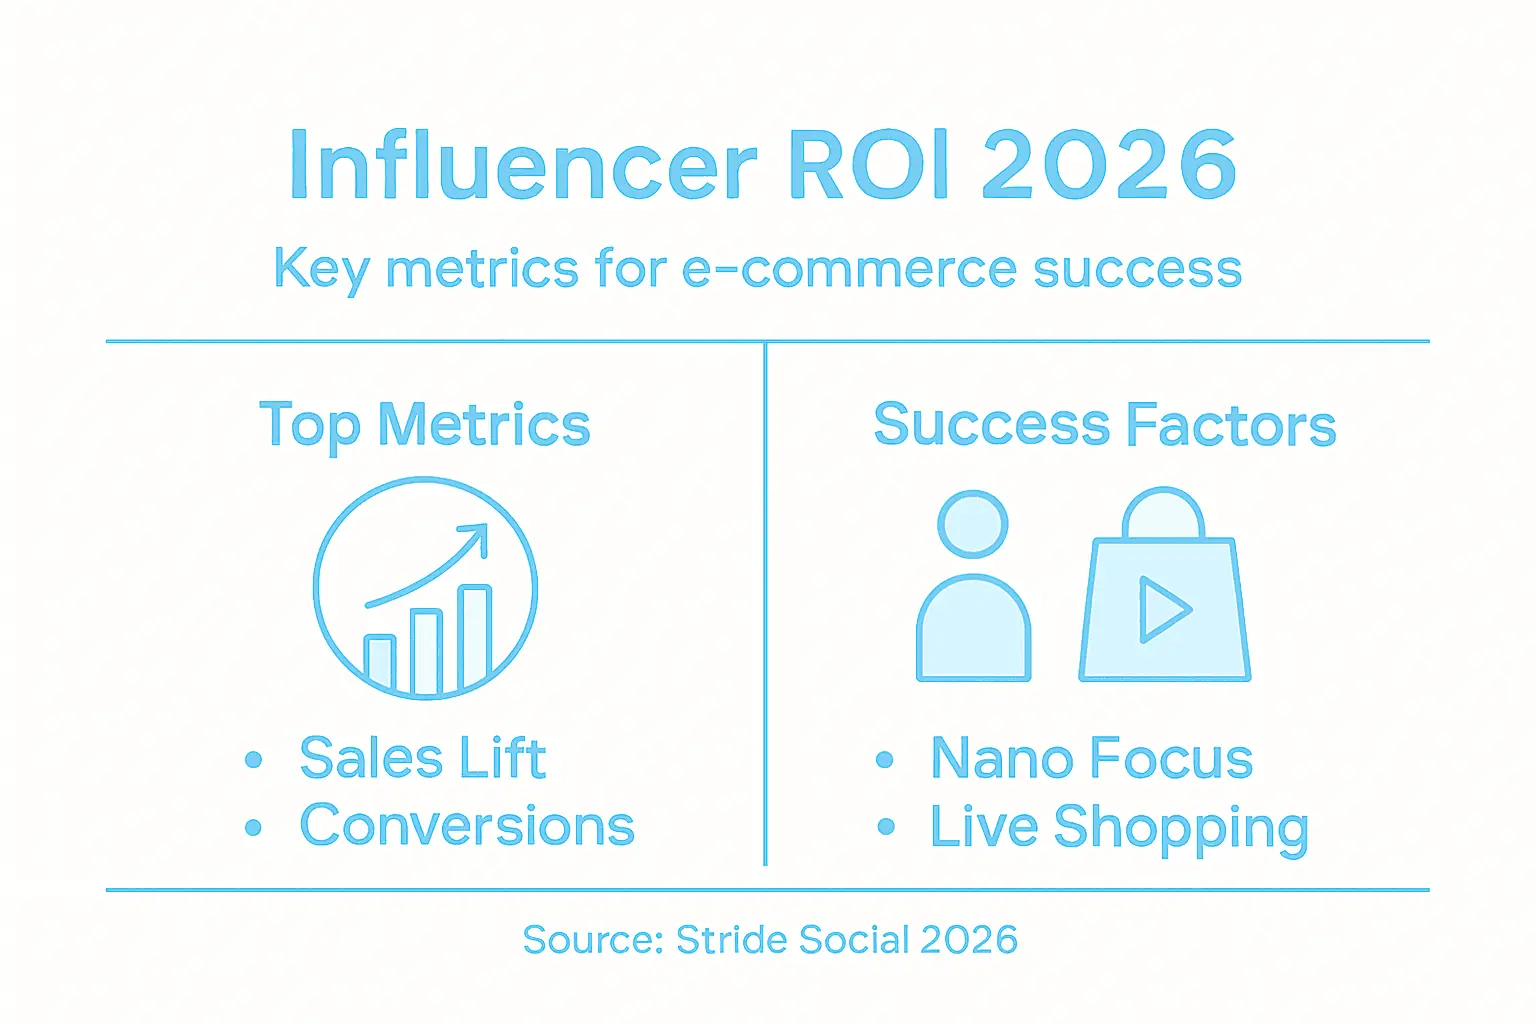 Influencer ROI 2026
Key metrics for e-commerce success
Top Metrics
• Sales Lift
• Conversions
Success Factors
• Nano Focus
• Live Shopping
Source: Stride Social 2026